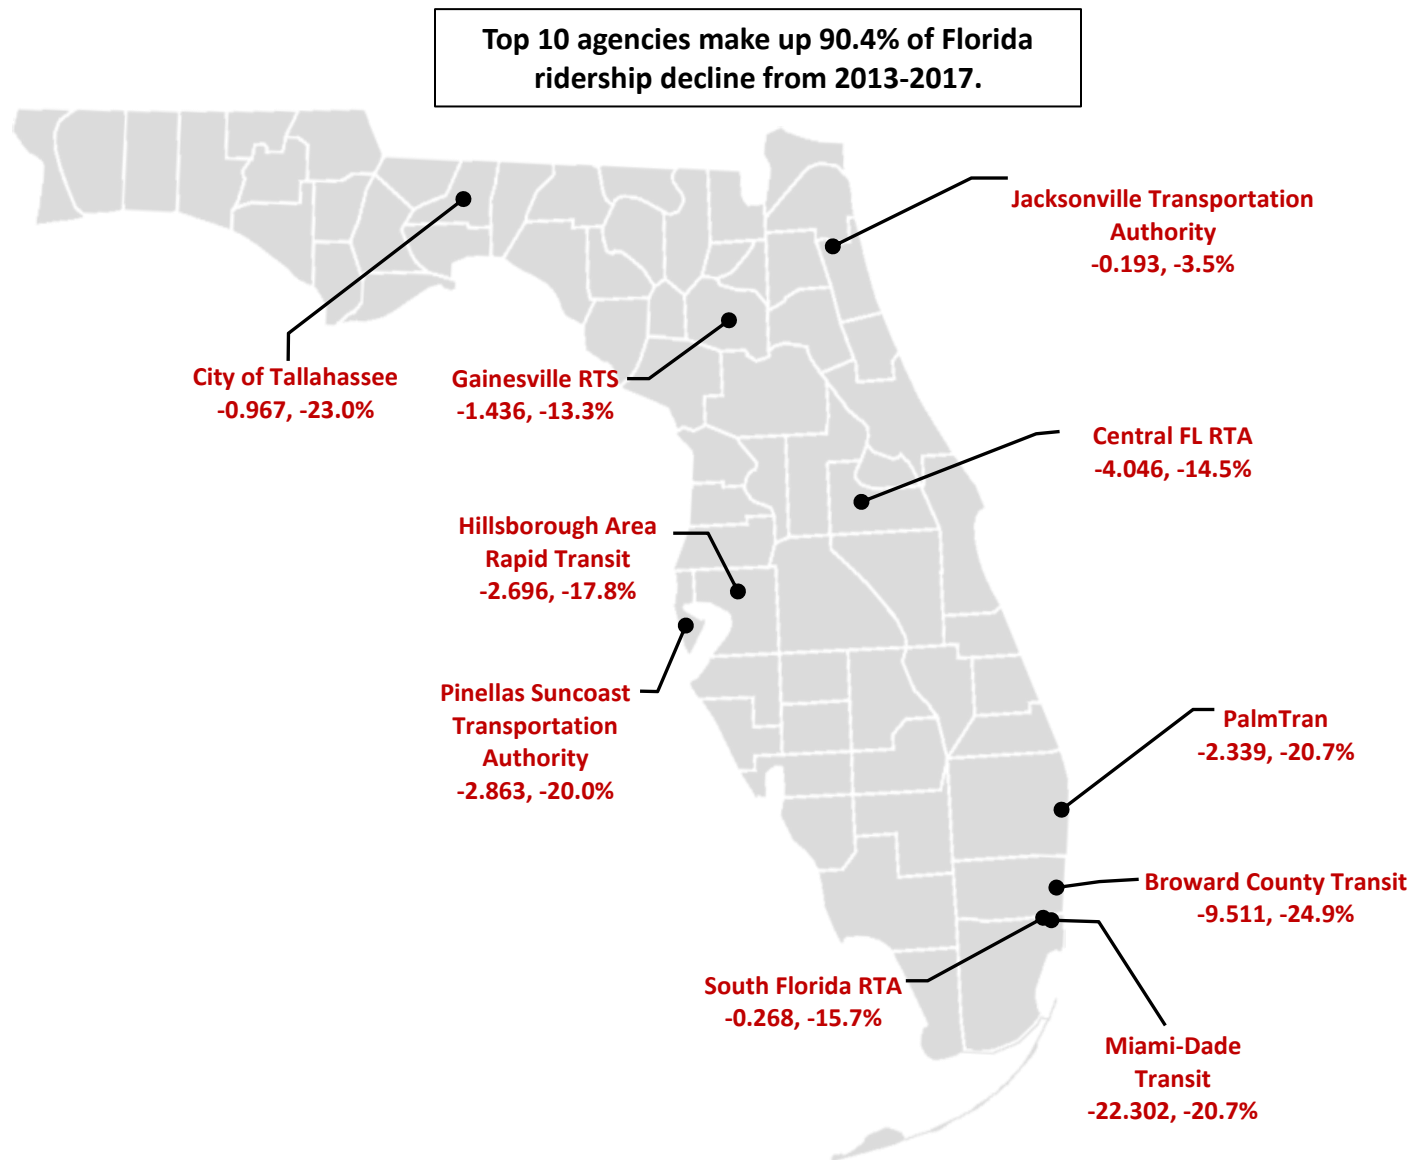 Top 10 agencies make up 90.4% of Florida
ridership decline from 2013-2017.
Jacksonville Transportation
Authority
-0.193, -3.5%
City of Tallahassee
-0.967, -23.0%
Gainesville RTS
-1.436, -13.3%
Central FL RTA
-4.046, -14.5%
Hillsborough Area
Rapid Transit
-2.696, -17.8%
Pinellas Suncoast
Transportation
Authority
-2.863, -20.0%
PalmTran
-2.339, -20.7%
Broward County Transit
-9.511, -24.9%
South Florida RTA
-0.268, -15.7%
Miami-Dade
Transit
-22.302, -20.7%